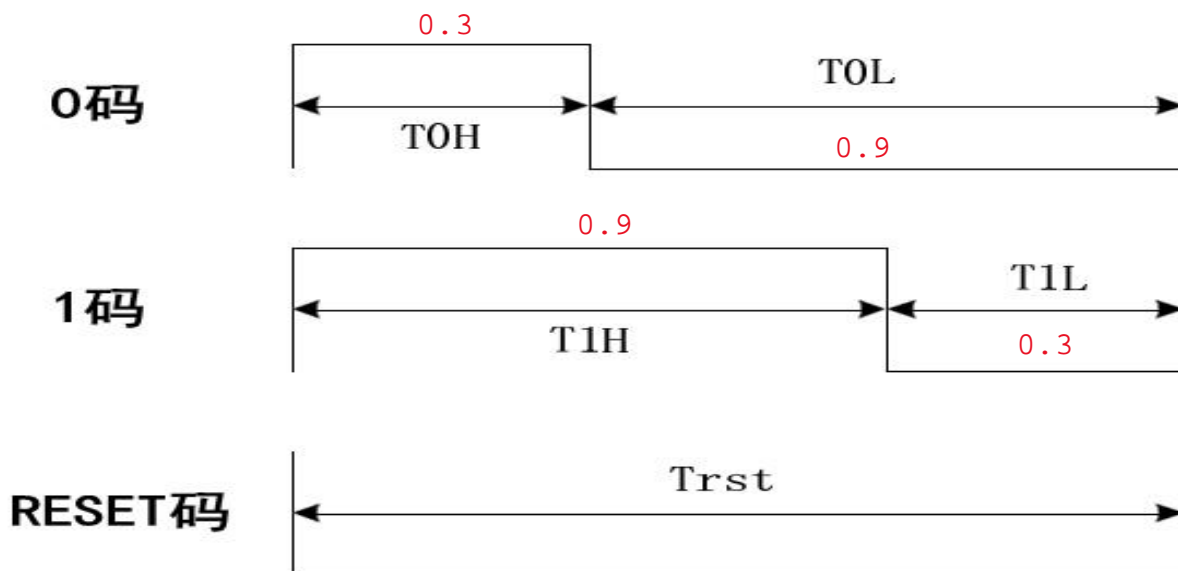 0.3
0码
T0H
T0L
0.9
0.9
1码
T1H
T1L
0.3
RESET码
Trst